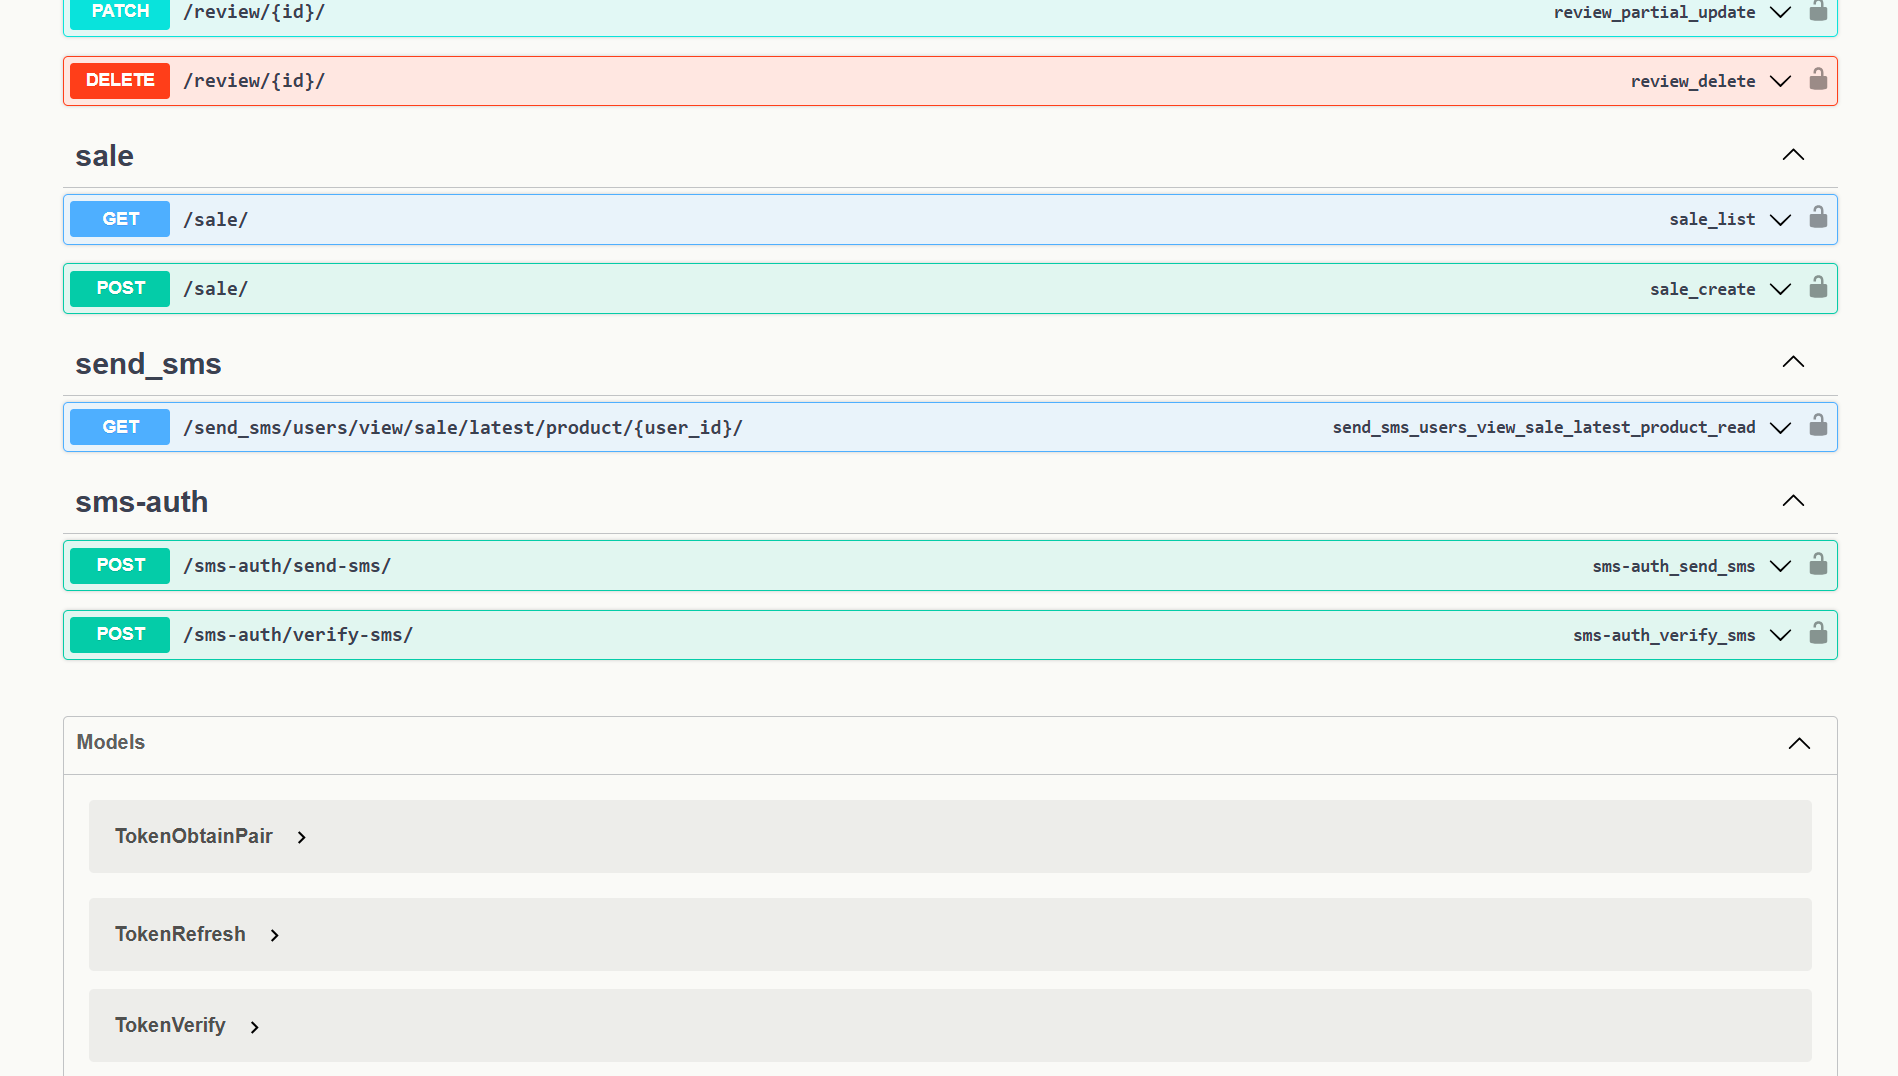 PATCH /review/{id}/ review_partial_update
DELETE /review/{id}/ review_delete
sale
GET /sale/ sale_list
POST /sale/ sale_create
send_sms
GET /send_sms/users/view/sale/latest/product/{user_id}/ send_sms_users_view_sale_latest_product_read
sms-auth
POST /sms-auth/send-sms/ sms-auth_send_sms
POST /sms-auth/verify-sms/ sms-auth_verify_sms
Models
TokenObtainPair
TokenRefresh
TokenVerify